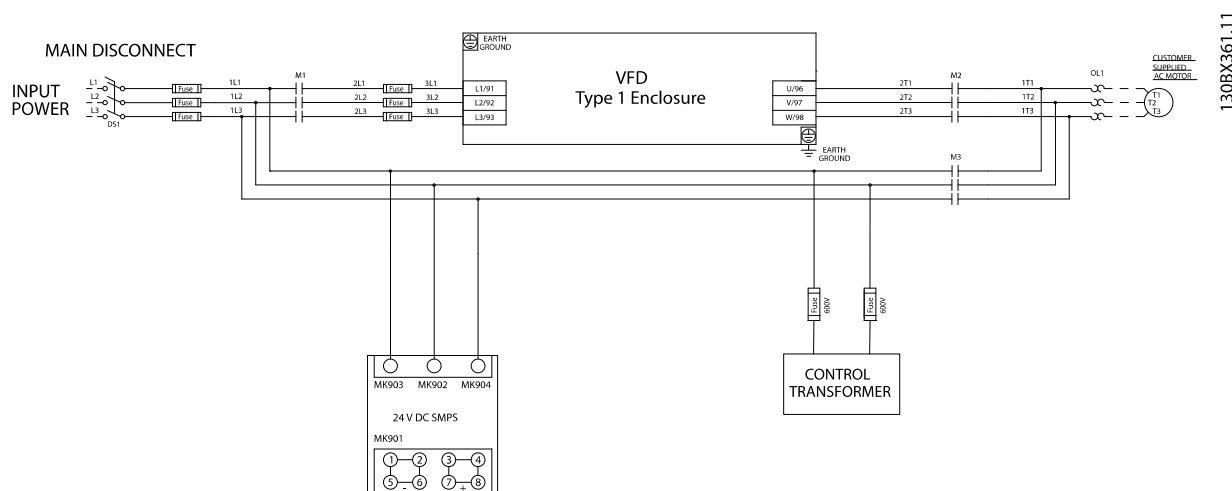 130BX361.11
MAIN DISCONNECT
INPUT
POWER
L1
L2
L3
DS1
Fuse
Fuse
Fuse
1L1
1L2
1L3
M1
2L1
2L2
2L3
Fuse
Fuse
Fuse
3L1
3L2
3L3
EARTH
GROUND
L1/91
L2/92
L3/93
VFD
Type 1 Enclosure
U/96
V/97
W/98
EARTH
GROUND
2T1
2T2
2T3
M2
M3
1T1
1T2
1T3
OL1
CUSTOMER
SUPPLIED
AC MOTOR
T1
T2
T3
Fuse
600V
Fuse
600V
CONTROL
TRANSFORMER
MK903 MK902 MK904
24 V DC SMPS
MK901
1 2 3 4
5 6 7 8
- +